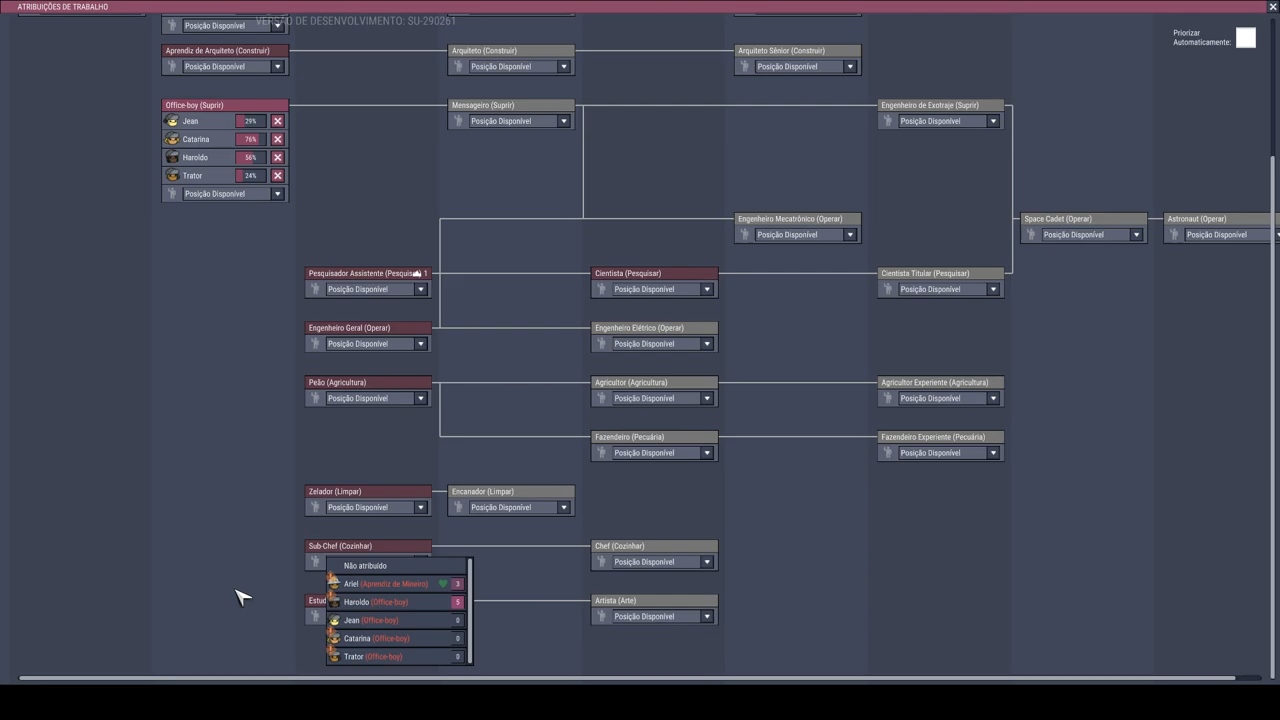 ATRIBUIÇÕES DE TRABALHO
VERSÃO DE DESENVOLVIMENTO: SU-290261
Posição Disponível
Priorizar
Automaticamente:
Aprendiz de Arquiteto (Construir)
Posição Disponível
Arquiteto (Construir)
Posição Disponível
Arquiteto Sênior (Construir)
Posição Disponível
Office-boy (Suprir)
Jean 29%
Catarina 76%
Haroldo 56%
Trator 24%
Posição Disponível
Mensageiro (Suprir)
Posição Disponível
Engenheiro de Exotraje (Suprir)
Posição Disponível
Engenheiro Mecatrônico (Operar)
Posição Disponível
Space Cadet (Operar)
Posição Disponível
Astronaut (Operar)
Posição Disponível
Pesquisador Assistente (Pesquisa 1
Posição Disponível
Cientista (Pesquisar)
Posição Disponível
Cientista Titular (Pesquisar)
Posição Disponível
Engenheiro Geral (Operar)
Posição Disponível
Engenheiro Elétrico (Operar)
Posição Disponível
Peão (Agricultura)
Posição Disponível
Agricultor (Agricultura)
Posição Disponível
Agricultor Experiente (Agricultura)
Posição Disponível
Fazendeiro (Pecuária)
Posição Disponível
Fazendeiro Experiente (Pecuária)
Posição Disponível
Zelador (Limpar)
Posição Disponível
Encanador (Limpar)
Posição Disponível
Sub-Chef (Cozinhar)
Chef (Cozinhar)
Posição Disponível
Não atribuído
Ariel (Aprendiz de Mineiro) 3
Haroldo (Office-boy) 5
Jean (Office-boy) 0
Catarina (Office-boy) 0
Trator (Office-boy) 0
Estud
Artista (Arte)
Posição Disponível